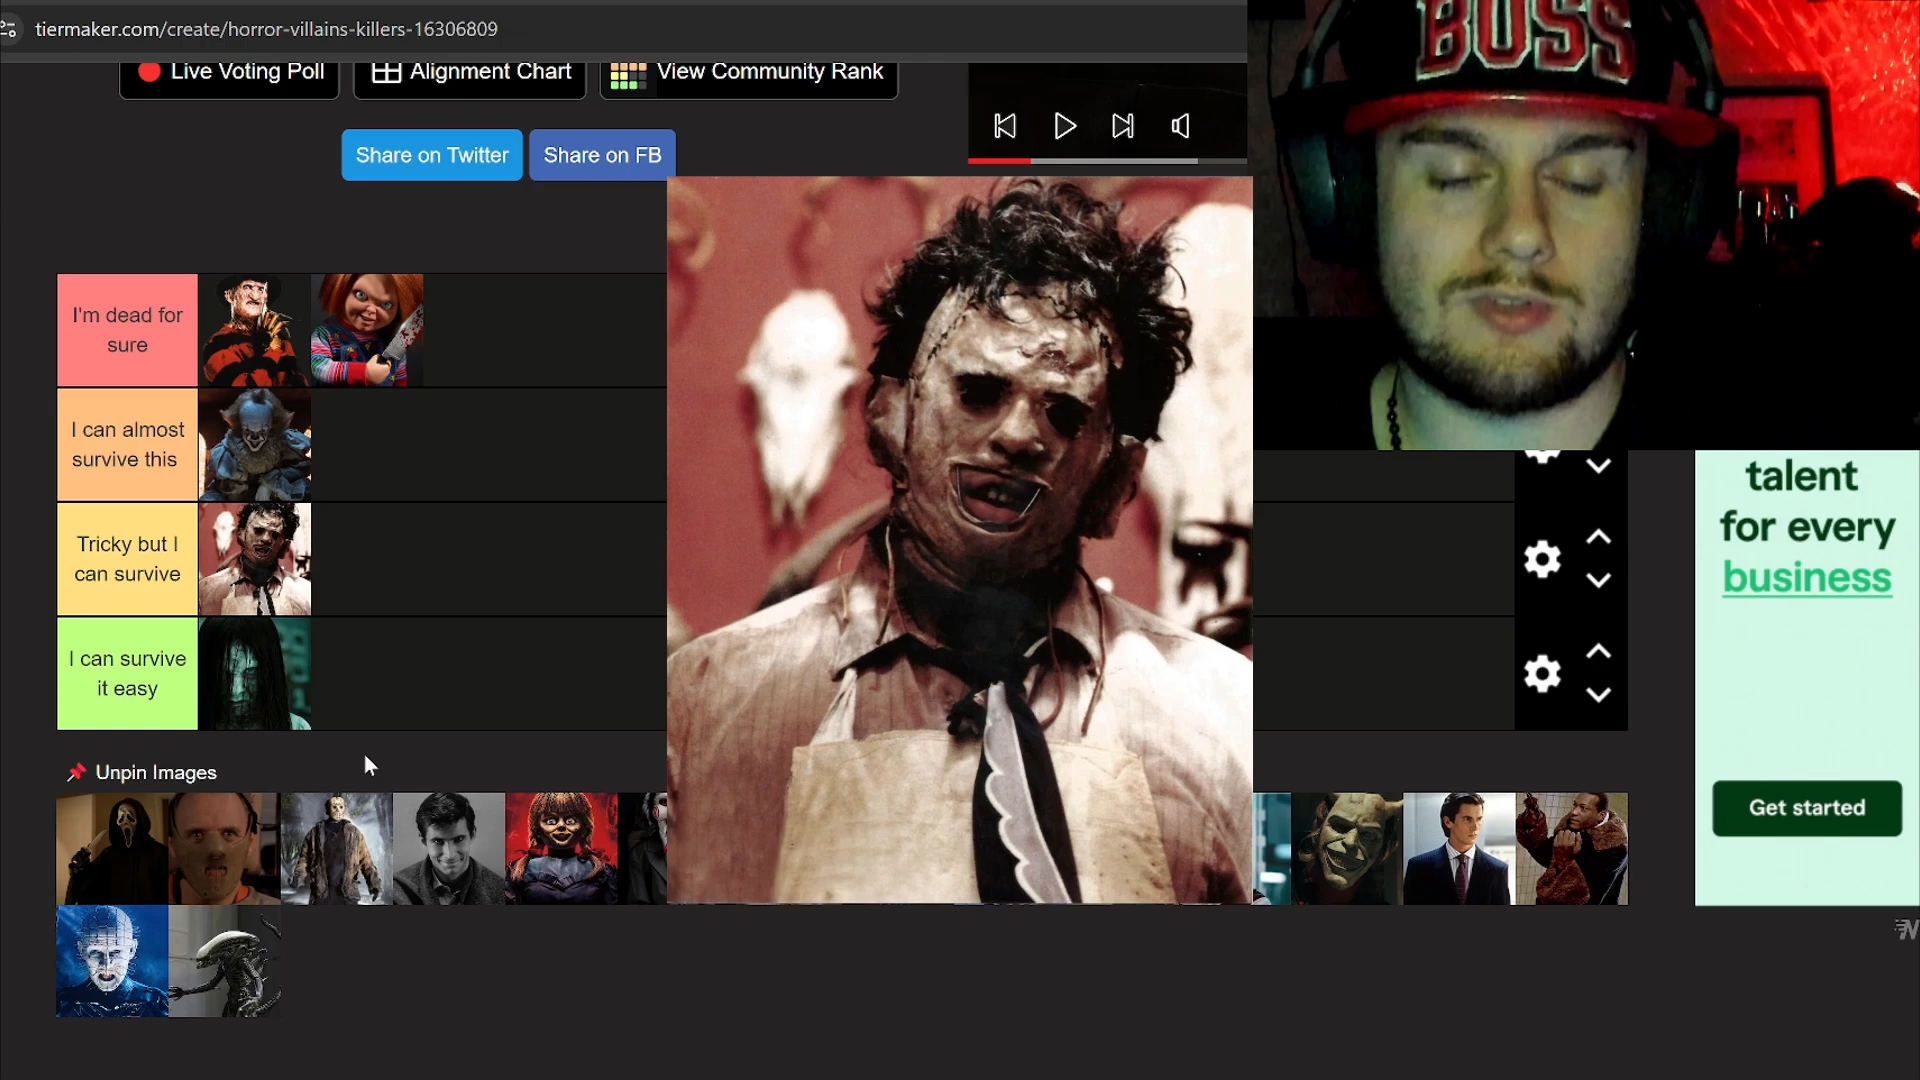 tiermaker.com/create/horror-villains-killers-16306809
Live Voting Poll
Alignment Chart
View Community Rank
BOSS
Share on Twitter
Share on FB
I'm dead for
sure
I can almost
survive this
Tricky but I
can survive
I can survive
it easy
talent
for every
business
Get started
Unpin Images
N